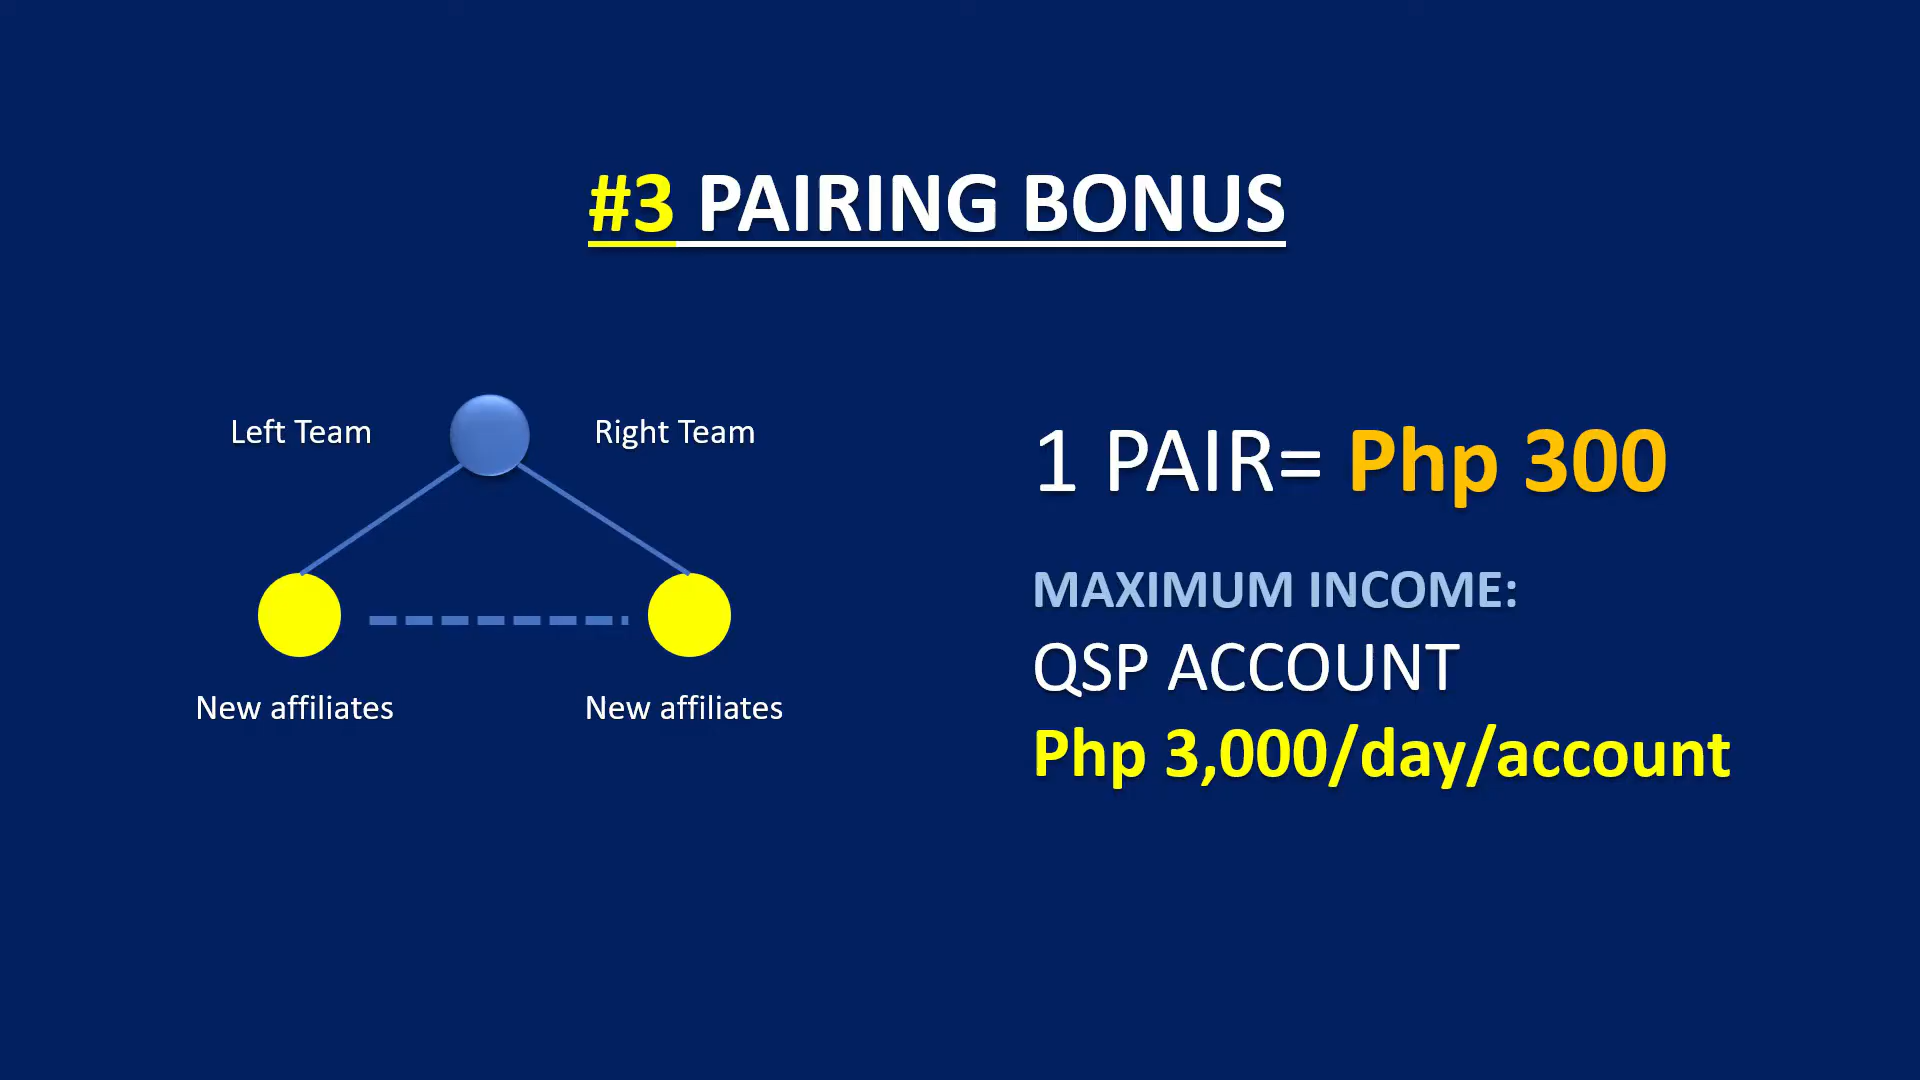 #3 PAIRING BONUS
Left Team
Right Team
New affiliates
New affiliates
1 PAIR= Php 300
MAXIMUM INCOME:
QSP ACCOUNT
Php 3,000/day/account